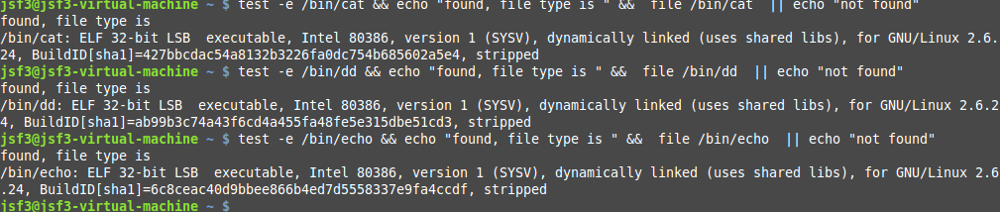 jsf3@jsf3-virtual-machine ~ $ test -e /bin/cat && echo "found, file type is " &&  file /bin/cat  || echo "not found"
found, file type is
/bin/cat: ELF 32-bit LSB  executable, Intel 80386, version 1 (SYSV), dynamically linked (uses shared libs), for GNU/Linux 2.6.
24, BuildID[sha1]=427bbcdac54a8132b3226fa0dc754b685602a5e4, stripped
jsf3@jsf3-virtual-machine ~ $ test -e /bin/dd && echo "found, file type is " &&  file /bin/dd  || echo "not found"
found, file type is
/bin/dd: ELF 32-bit LSB  executable, Intel 80386, version 1 (SYSV), dynamically linked (uses shared libs), for GNU/Linux 2.6.2
4, BuildID[sha1]=ab99b3c74a43f6cd4a455fa48fe5e315dbe51cd3, stripped
jsf3@jsf3-virtual-machine ~ $ test -e /bin/echo && echo "found, file type is " &&  file /bin/echo  || echo "not found"
found, file type is
/bin/echo: ELF 32-bit LSB  executable, Intel 80386, version 1 (SYSV), dynamically linked (uses shared libs), for GNU/Linux 2.6
.24, BuildID[sha1]=6c8ceac40d9bbee866b4ed7d5558337e9fa4ccdf, stripped
jsf3@jsf3-virtual-machine ~ $